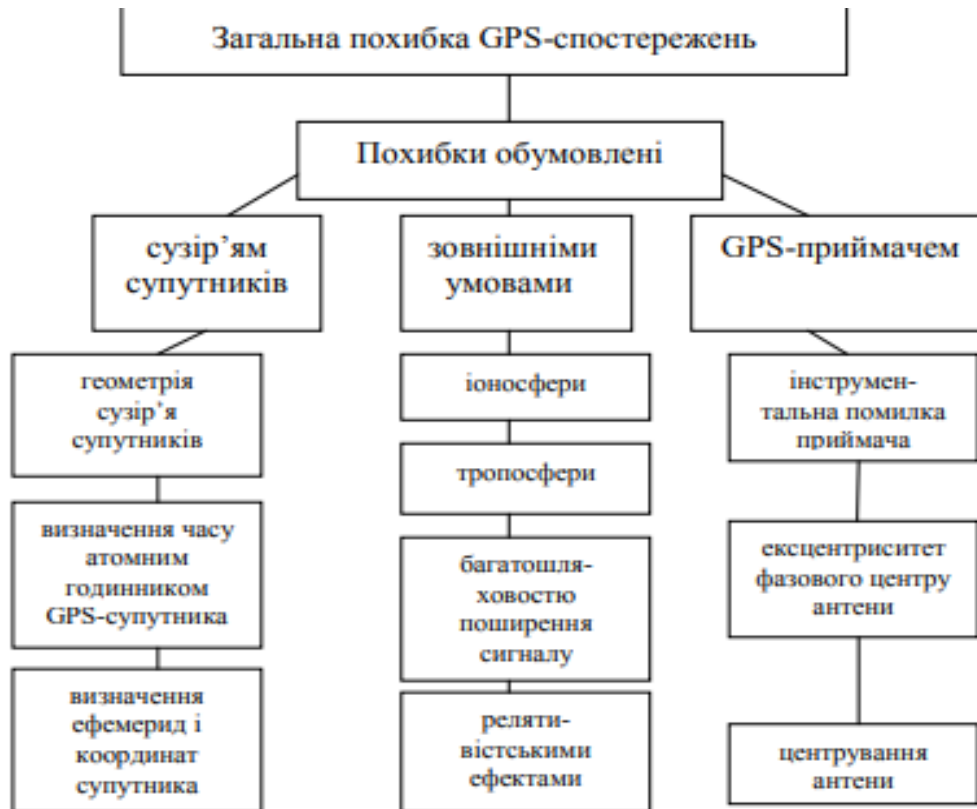 Загальна похибка GPS-спостережень
Похибки обумовлені
сузір’ям
супутників
зовнішніми
умовами
GPS-приймачем
геометрія
сузір’я
супутників
визначення часу
атомним
годинником
GPS-супутника
визначення
ефемерид і
координат
супутника
іоносфери
тропосфери
багатошля-
ховостю
поширення
сигналу
реляти-
вістськими
ефектами
інструмен-
тальна помилка
приймача
ексцентриситет
фазового центру
антени
центрування
антени